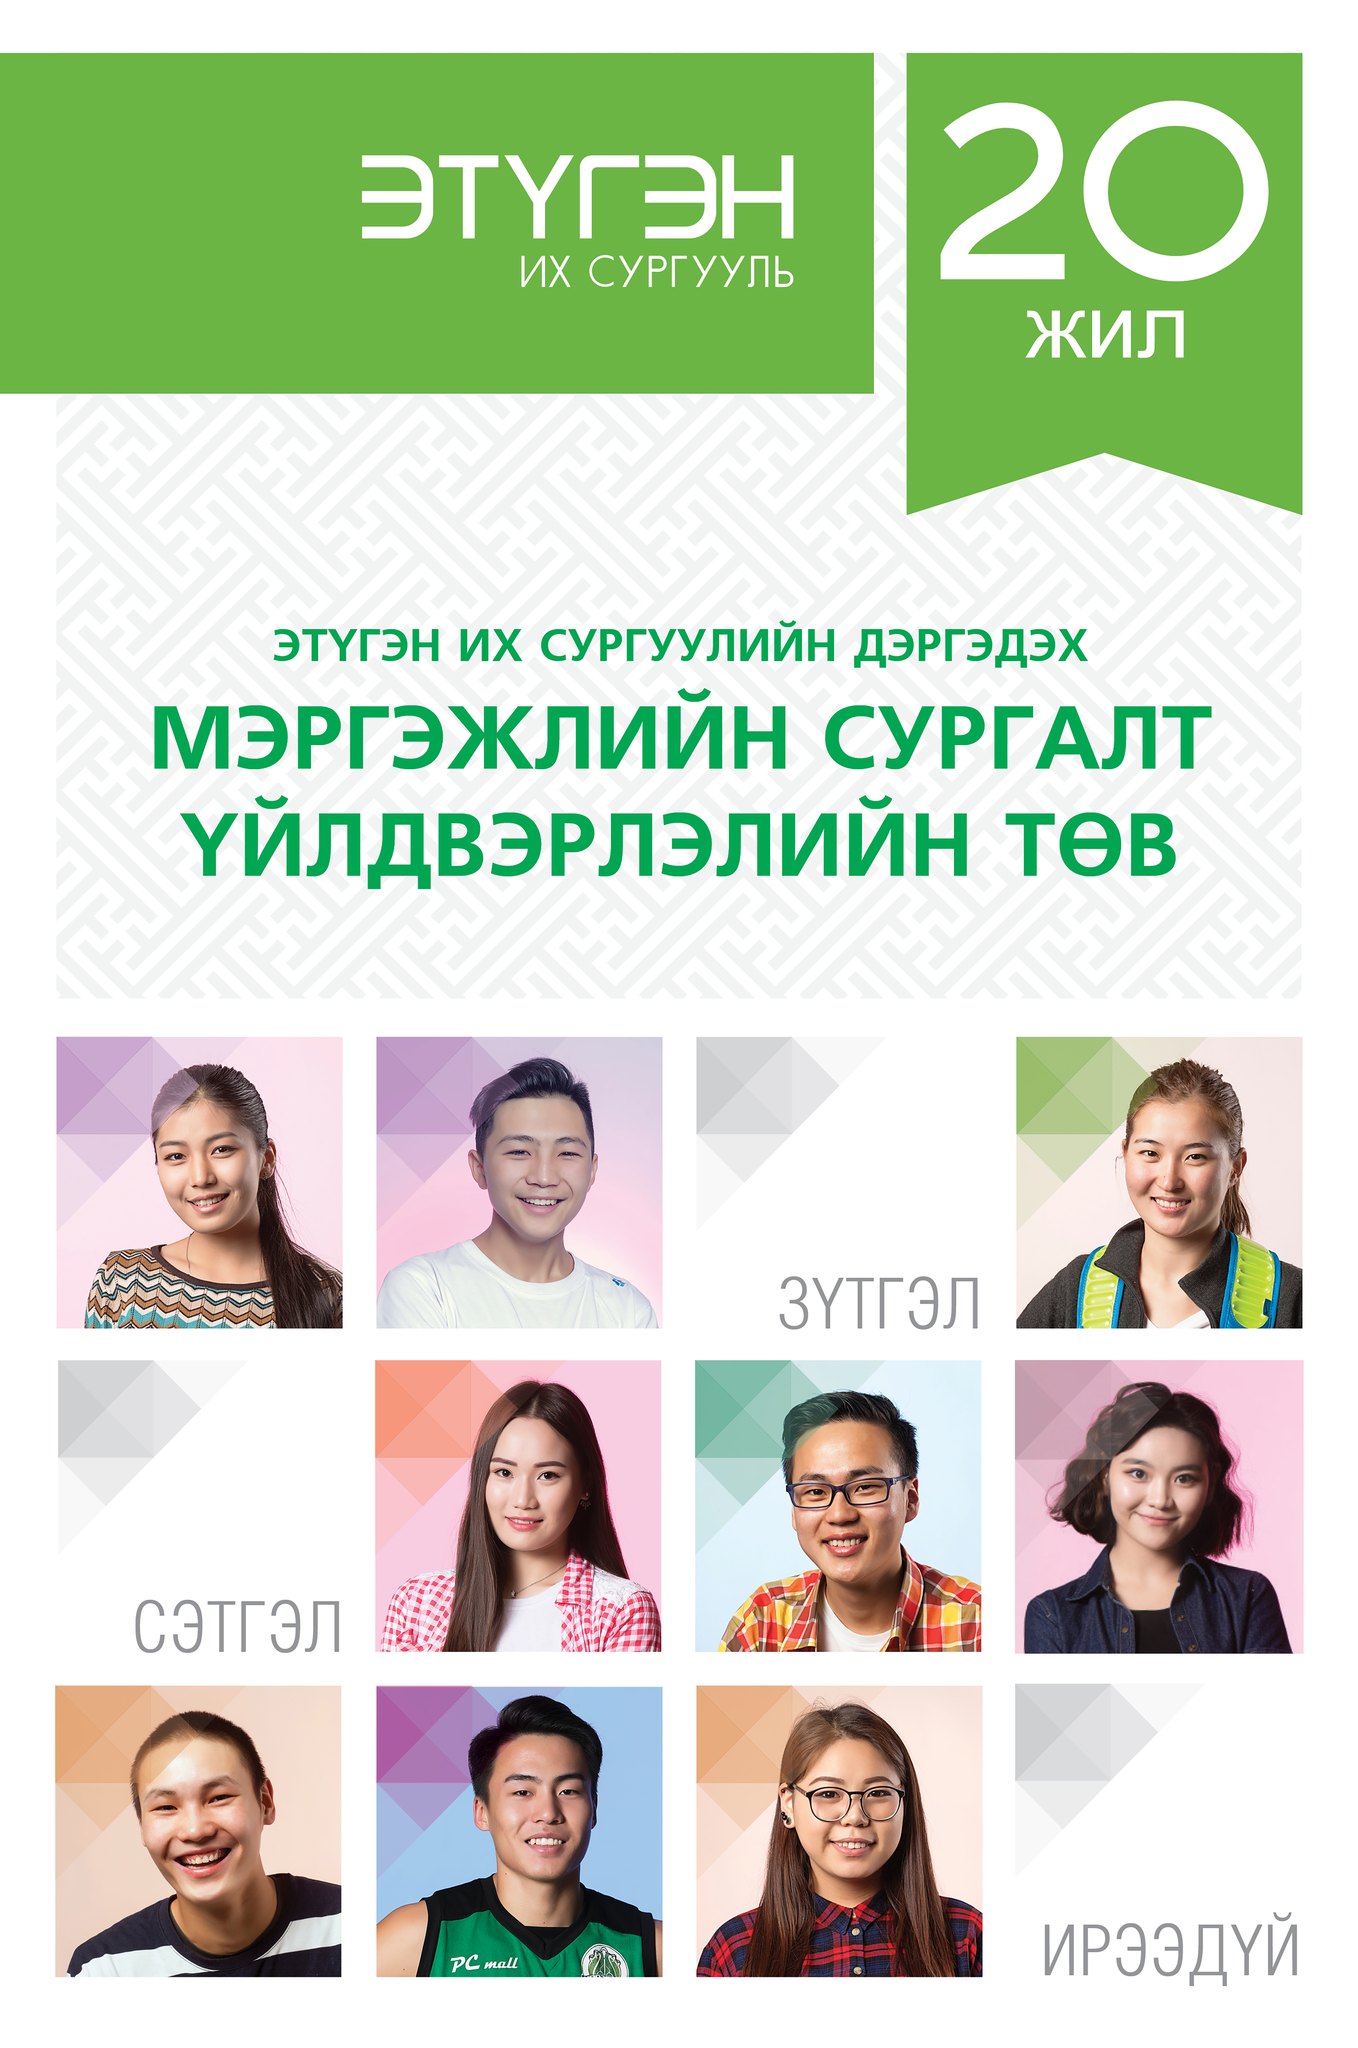 ЭТҮГЭН
ИХ СУРГУУЛЬ
20
ЖИЛ
ЭТҮГЭН ИХ СУРГУУЛИЙН ДЭРГЭДЭХ
МЭРГЭЖЛИЙН СУРГАЛТ
ҮЙЛДВЭРЛЭЛИЙН ТӨВ
ЗҮТГЭЛ
СЭТГЭЛ
PC mall
ИРЭЭДҮЙ